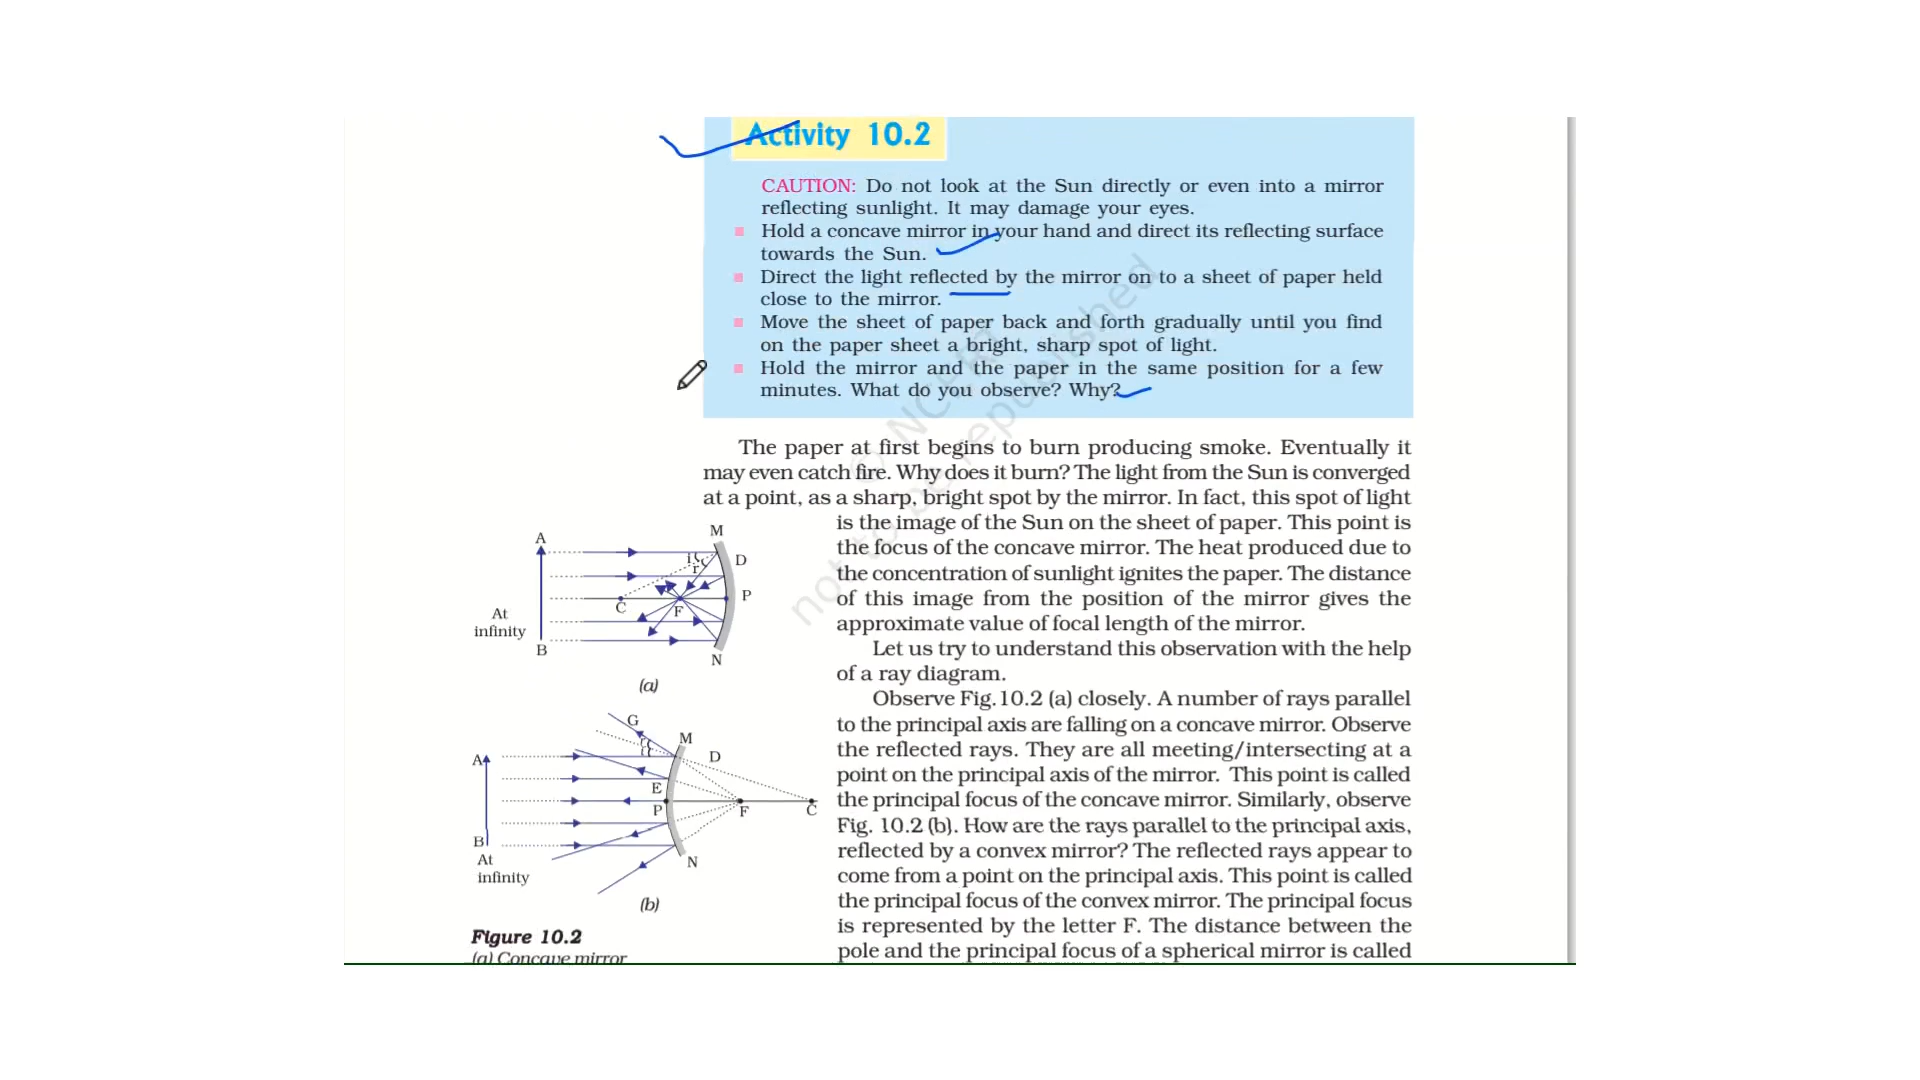 Activity 10.2
CAUTION: Do not look at the Sun directly or even into a mirror
reflecting sunlight. It may damage your eyes.
Hold a concave mirror in your hand and direct its reflecting surface
towards the Sun.
Direct the light reflected by the mirror on to a sheet of paper held
close to the mirror.
Move the sheet of paper back and forth gradually until you find
on the paper sheet a bright, sharp spot of light.
Hold the mirror and the paper in the same position for a few
minutes. What do you observe? Why?
The paper at first begins to burn producing smoke. Eventually it
may even catch fire. Why does it burn? The light from the Sun is converged
at a point, as a sharp, bright spot by the mirror. In fact, this spot of light
is the image of the Sun on the sheet of paper. This point is
the focus of the concave mirror. The heat produced due to
the concentration of sunlight ignites the paper. The distance
of this image from the position of the mirror gives the
approximate value of focal length of the mirror.
Let us try to understand this observation with the help
of a ray diagram.
Observe Fig.10.2 (a) closely. A number of rays parallel
to the principal axis are falling on a concave mirror. Observe
the reflected rays. They are all meeting/intersecting at a
point on the principal axis of the mirror. This point is called
the principal focus of the concave mirror. Similarly, observe
Fig. 10.2 (b). How are the rays parallel to the principal axis,
reflected by a convex mirror? The reflected rays appear to
come from a point on the principal axis. This point is called
the principal focus of the convex mirror. The principal focus
is represented by the letter F. The distance between the
pole and the principal focus of a spherical mirror is called
© NCERT
not to be republished
A
M
i
r
D
C
F
P
At
infinity
B
N
(a)
G
M
r
i
D
A
E
P
F
C
B
At
infinity
N
(b)
Figure 10.2
(a) Concave mirror